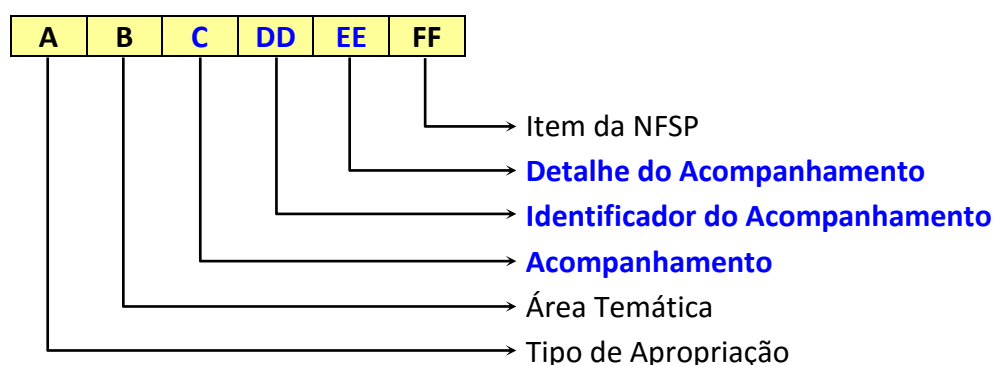 A B C DD EE FF
Item da NFSP
Detalhe do Acompanhamento
Identificador do Acompanhamento
Acompanhamento
Área Temática
Tipo de Apropriação